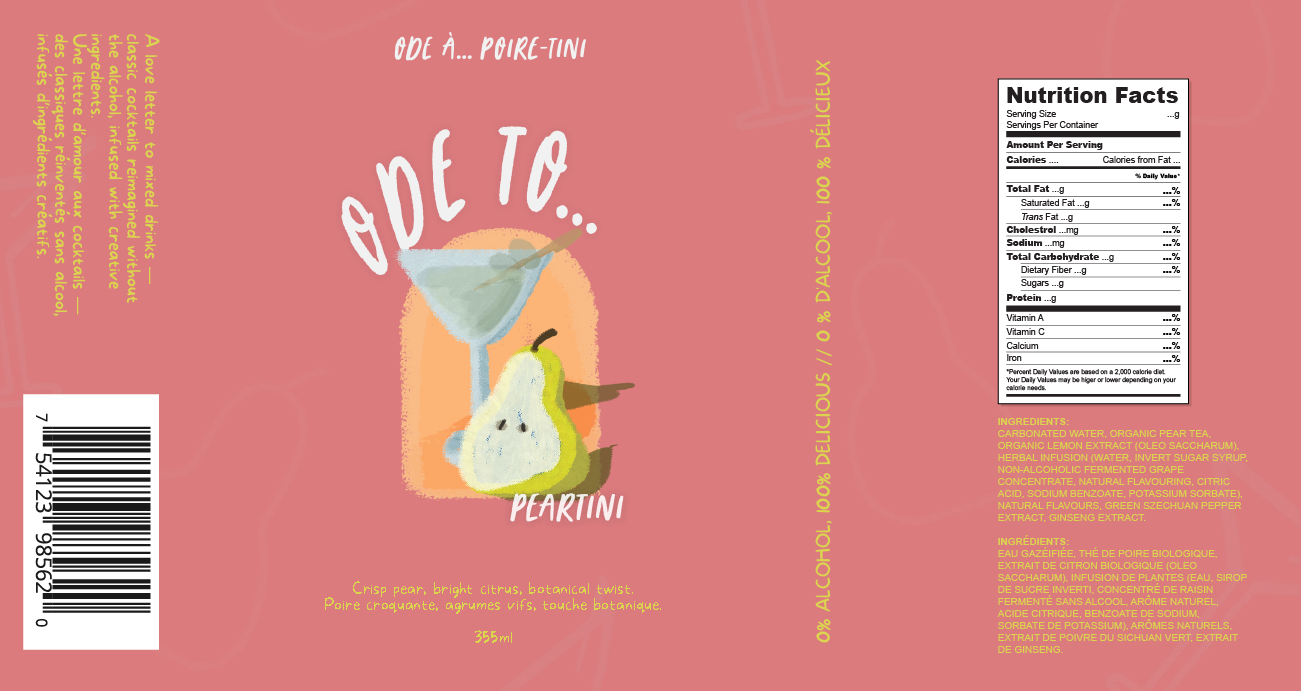 A love letter to mixed drinks —
classic cocktails reimagined without
the alcohol, infused with creative
ingredients.
Une lettre d'amour aux cocktails —
des classiques réinventés sans alcool,
infusés d'ingrédients créatifs.
7 54123 98562 0
ODE À... POIRE-TINI
ODE TO...
PEARTINI
Crisp pear, bright citrus, botanical twist.
Poire croquante, agrumes vifs, touche botanique.
355ml
0% ALCOHOL, 100% DELICIOUS // 0 % D'ALCOOL, 100 % DÉLICIEUX
Nutrition Facts
Serving Size ...g
Servings Per Container
Amount Per Serving
Calories .... Calories from Fat ...
% Daily Value*
Total Fat ...g ...%
Saturated Fat ...g ...%
Trans Fat ...g
Cholestrol ...mg ...%
Sodium ...mg ...%
Total Carbohydrate ...g ...%
Dietary Fiber ...g ...%
Sugars ...g
Protein ...g
Vitamin A ...%
Vitamin C ...%
Calcium ...%
Iron ...%
*Percent Daily Values are based on a 2,000 calorie diet.
Your Daily Values may be higer or lower depending on your
calorie needs.
INGREDIENTS:
CARBONATED WATER, ORGANIC PEAR TEA,
ORGANIC LEMON EXTRACT (OLEO SACCHARUM),
HERBAL INFUSION (WATER, INVERT SUGAR SYRUP,
NON-ALCOHOLIC FERMENTED GRAPE
CONCENTRATE, NATURAL FLAVOURING, CITRIC
ACID, SODIUM BENZOATE, POTASSIUM SORBATE),
NATURAL FLAVOURS, GREEN SZECHUAN PEPPER
EXTRACT, GINSENG EXTRACT.
INGRÉDIENTS:
EAU GAZÉIFIÉE, THÉ DE POIRE BIOLOGIQUE,
EXTRAIT DE CITRON BIOLOGIQUE (OLEO
SACCHARUM), INFUSION DE PLANTES (EAU, SIROP
DE SUCRE INVERTI, CONCENTRÉ DE RAISIN
FERMENTÉ SANS ALCOOL, ARÔME NATUREL,
ACIDE CITRIQUE, BENZOATE DE SODIUM,
SORBATE DE POTASSIUM), ARÔMES NATURELS,
EXTRAIT DE POIVRE DU SICHUAN VERT, EXTRAIT
DE GINSENG.